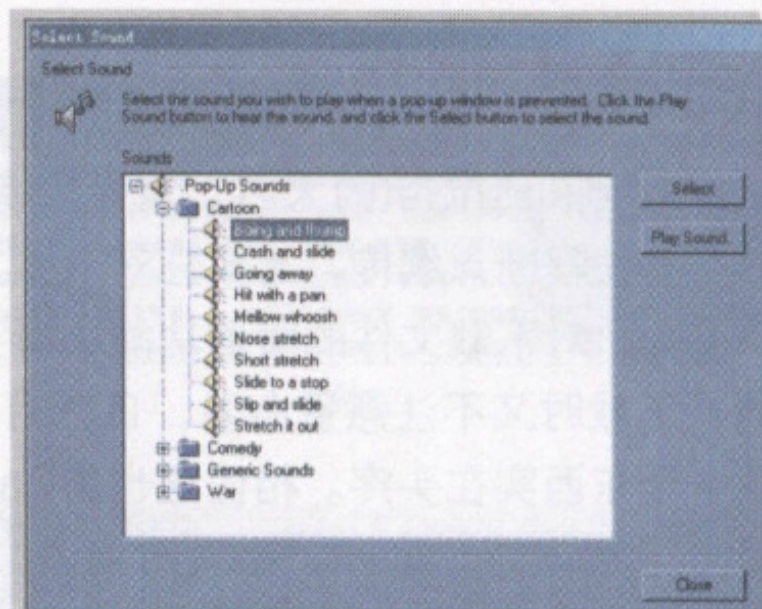 Select Sound
Select Sound
Select the sound you wish to play when a pop-up window is prevented. Click the Play
Sound button to hear the sound, and click the Select button to select the sound.
Sounds
Pop-Up Sounds
Cartoon
Boing and thump
Crash and slide
Going away
Hit with a pan
Mellow whoosh
Nose stretch
Short stretch
Slide to a stop
Slip and slide
Stretch it out
Comedy
Generic Sounds
War
Select
Play Sound
Close